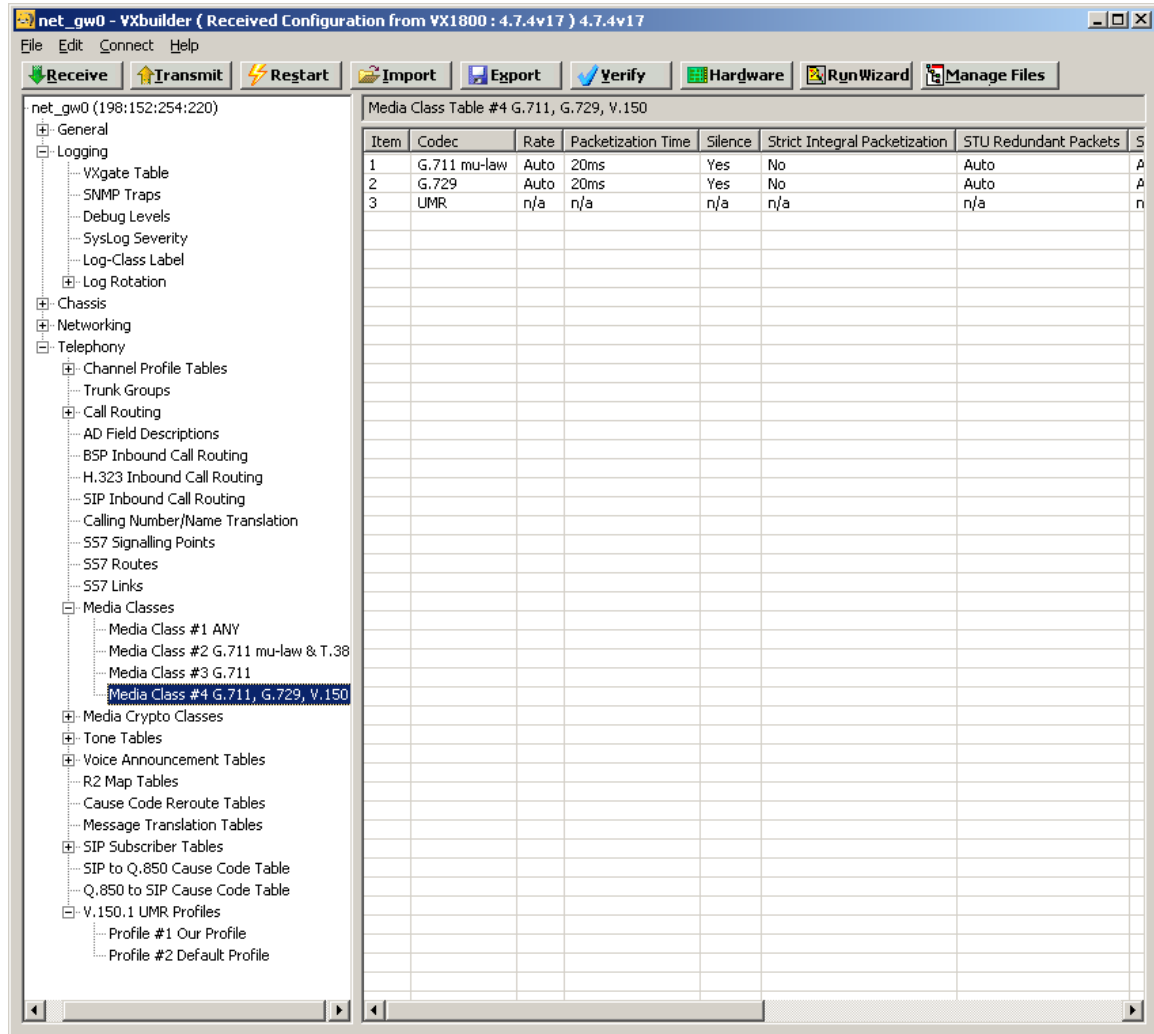 net_gw0 - VXbuilder ( Received Configuration from VX1800 : 4.7.4v17 ) 4.7.4v17
File Edit Connect Help
Receive Transmit Restart Import Export Verify Hardware Run Wizard Manage Files
net_gw0 (198:152:254:220)
General
Logging
VXgate Table
SNMP Traps
Debug Levels
SysLog Severity
Log-Class Label
Log Rotation
Chassis
Networking
Telephony
Channel Profile Tables
Trunk Groups
Call Routing
AD Field Descriptions
BSP Inbound Call Routing
H.323 Inbound Call Routing
SIP Inbound Call Routing
Calling Number/Name Translation
SS7 Signalling Points
SS7 Routes
SS7 Links
Media Classes
Media Class #1 ANY
Media Class #2 G.711 mu-law & T.38
Media Class #3 G.711
Media Class #4 G.711, G.729, V.150
Media Crypto Classes
Tone Tables
Voice Announcement Tables
R2 Map Tables
Cause Code Reroute Tables
Message Translation Tables
SIP Subscriber Tables
SIP to Q.850 Cause Code Table
Q.850 to SIP Cause Code Table
V.150.1 UMR Profiles
Profile #1 Our Profile
Profile #2 Default Profile
Media Class Table #4 G.711, G.729, V.150
Item Codec Rate Packetization Time Silence Strict Integral Packetization STU Redundant Packets S
1 G.711 mu-law Auto 20ms Yes No Auto A
2 G.729 Auto 20ms Yes No Auto A
3 UMR n/a n/a n/a n/a n/a n